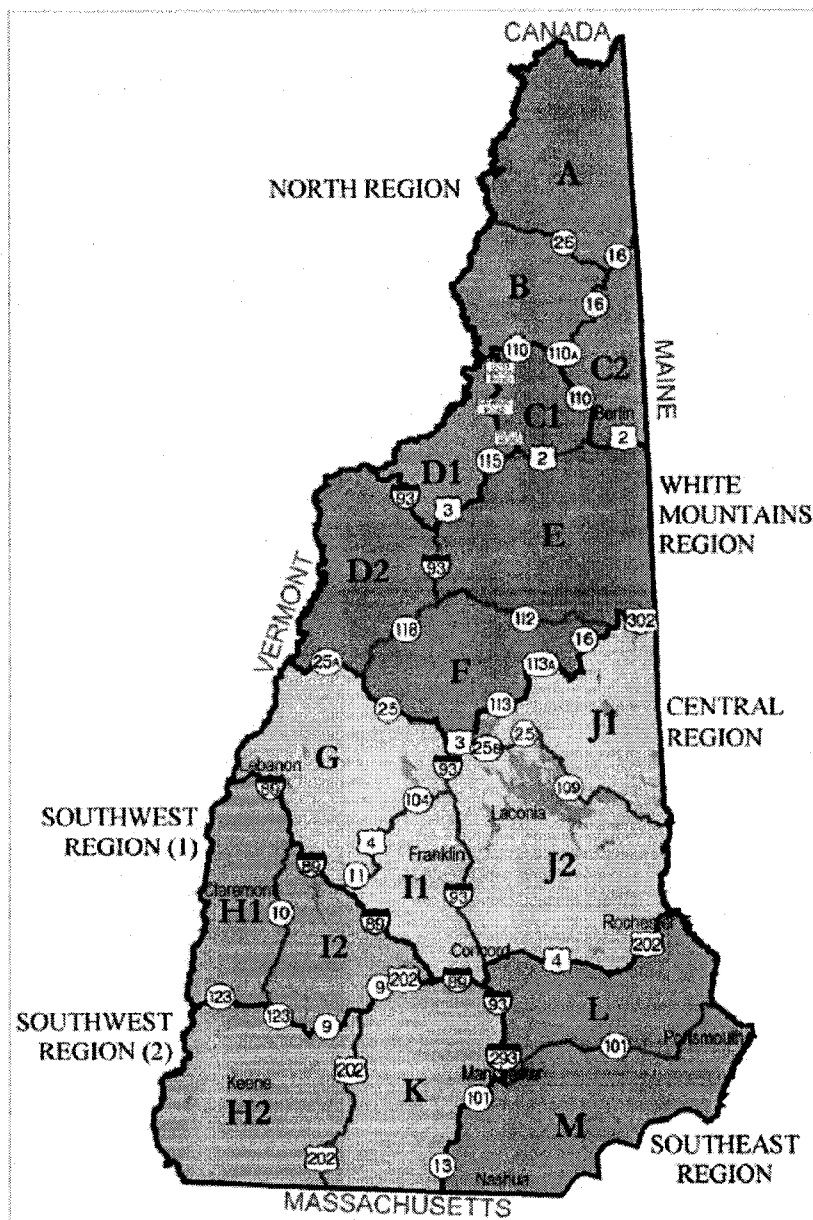 CANADA
A
NORTH REGION
26
16
B
16
MAINE
110
110A
C2
110
C1
Berlin
2
2
115
D1
93
3
WHITE
MOUNTAINS
REGION
E
93
D2
VERMONT
118
112
302
16
25A
113A
F
25
113
J1
CENTRAL
REGION
3
25B
25
G
93
Lebanon
89
104
109
SOUTHWEST
REGION (1)
Laconia
4
Franklin
J2
89
11
I1
Claremont
H1
93
10
89
Rochester
I2
Concord
202
4
202
89
9
123
93
SOUTHWEST
REGION (2)
123
9
L
Portsmouth
293
101
202
Manchester
Keene
K
H2
101
M
SOUTHEAST
REGION
202
13
Nashua
MASSACHUSETTS